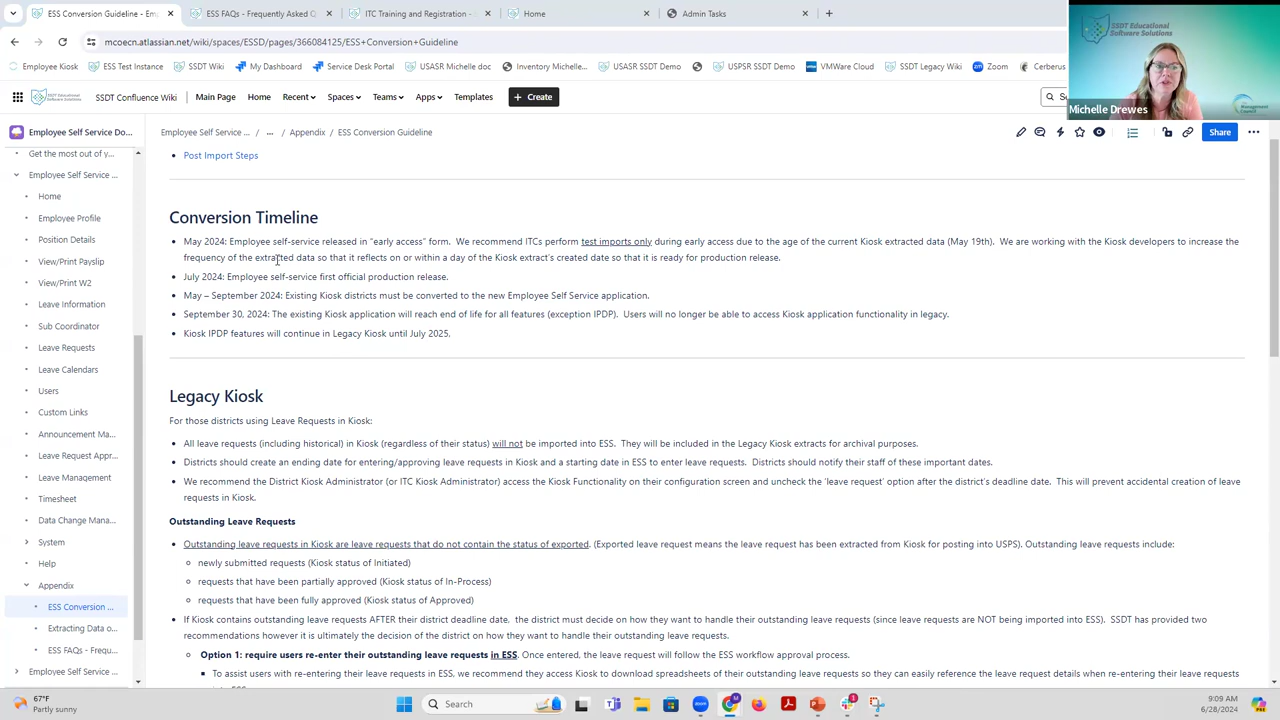 ESS Conversion Guideline - Em
ESS FAQs - Frequently Asked Q
ITC Training and Registration -
Home
Admin Tasks
mcoecn.atlassian.net/wiki/spaces/ESSD/pages/366084125/ESS+Conversion+Guideline
Employee Kiosk
ESS Test Instance
SSDT Wiki
My Dashboard
Service Desk Portal
USASR Michelle doc
Inventory Michelle...
USASR SSDT Demo
USPSR SSDT Demo
VMWare Cloud
SSDT Legacy Wiki
Zoom
Cerberus
SSDT Educational
Software Solutions
Michelle Drewes
SSDT Confluence Wiki
Main Page
Home
Recent
Spaces
Teams
Apps
Templates
Create
Employee Self Service Do...
Employee Self Service ... / ... / Appendix / ESS Conversion Guideline
Share
Get the most out of y...
Employee Self Service ...
Home
Employee Profile
Position Details
View/Print Payslip
View/Print W2
Leave Information
Sub Coordinator
Leave Requests
Leave Calendars
Users
Custom Links
Announcement Ma...
Leave Request Appr...
Leave Management
Timesheet
Data Change Mana...
System
Help
Appendix
ESS Conversion ...
Extracting Data o...
ESS FAQs - Frequ...
Employee Self Service ...
Post Import Steps
Conversion Timeline
May 2024: Employee self-service released in "early access" form. We recommend ITCs perform test imports only during early access due to the age of the current Kiosk extracted data (May 19th). We are working with the Kiosk developers to increase the
frequency of the extracted data so that it reflects on or within a day of the Kiosk extract's created date so that it is ready for production release.
July 2024: Employee self-service first official production release.
May – September 2024: Existing Kiosk districts must be converted to the new Employee Self Service application.
September 30, 2024: The existing Kiosk application will reach end of life for all features (exception IPDP). Users will no longer be able to access Kiosk application functionality in legacy.
Kiosk IPDP features will continue in Legacy Kiosk until July 2025.
Legacy Kiosk
For those districts using Leave Requests in Kiosk:
All leave requests (including historical) in Kiosk (regardless of their status) will not be imported into ESS. They will be included in the Legacy Kiosk extracts for archival purposes.
Districts should create an ending date for entering/approving leave requests in Kiosk and a starting date in ESS to enter leave requests. Districts should notify their staff of these important dates.
We recommend the District Kiosk Administrator (or ITC Kiosk Administrator) access the Kiosk Functionality on their configuration screen and uncheck the 'leave request' option after the district's deadline date. This will prevent accidental creation of leave
requests in Kiosk.
Outstanding Leave Requests
Outstanding leave requests in Kiosk are leave requests that do not contain the status of exported. (Exported leave request means the leave request has been extracted from Kiosk for posting into USPS). Outstanding leave requests include:
newly submitted requests (Kiosk status of Initiated)
requests that have been partially approved (Kiosk status of In-Process)
requests that have been fully approved (Kiosk status of Approved)
If Kiosk contains outstanding leave requests AFTER their district deadline date, the district must decide on how they want to handle their outstanding leave requests (since leave requests are NOT being imported into ESS). SSDT has provided two
recommendations however it is ultimately the decision of the district on how they want to handle their outstanding leave requests.
Option 1: require users re-enter their outstanding leave requests in ESS. Once entered, the leave request will follow the ESS workflow approval process.
To assist users with re-entering their leave requests in ESS, we recommend they access Kiosk to download spreadsheets of their outstanding leave requests so they can easily reference the leave request details when re-entering their leave requests
67°F
Partly sunny
Search
9:09 AM
6/28/2024